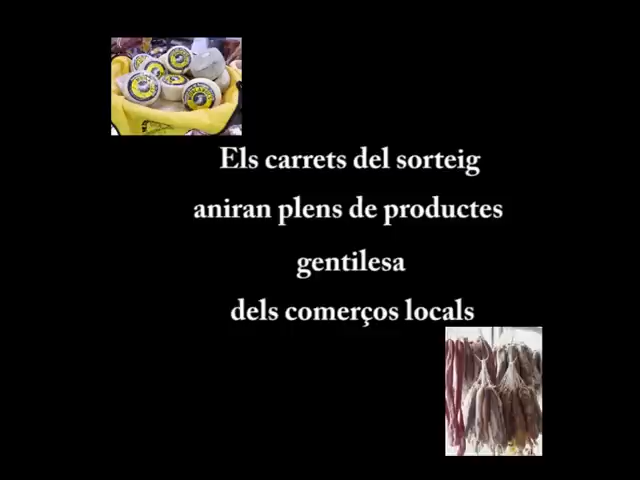 Els carrets del sorteig
aniran plens de productes
gentilesa
dels comerços locals